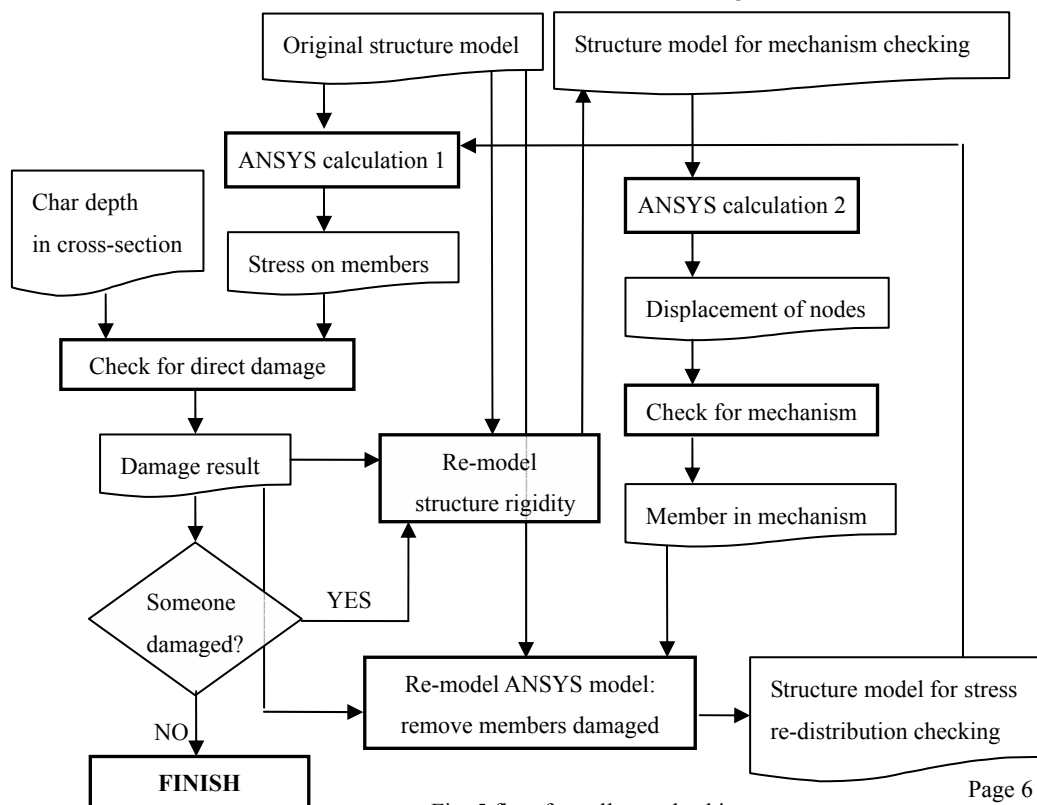 Original structure model
Structure model for mechanism checking
ANSYS calculation 1
Char depth
in cross-section
ANSYS calculation 2
Stress on members
Displacement of nodes
Check for direct damage
Check for mechanism
Damage result
Re-model
structure rigidity
Member in mechanism
Someone
damaged?
YES
Re-model ANSYS model:
remove members damaged
Structure model for stress
re-distribution checking
NO
FINISH
Page 6